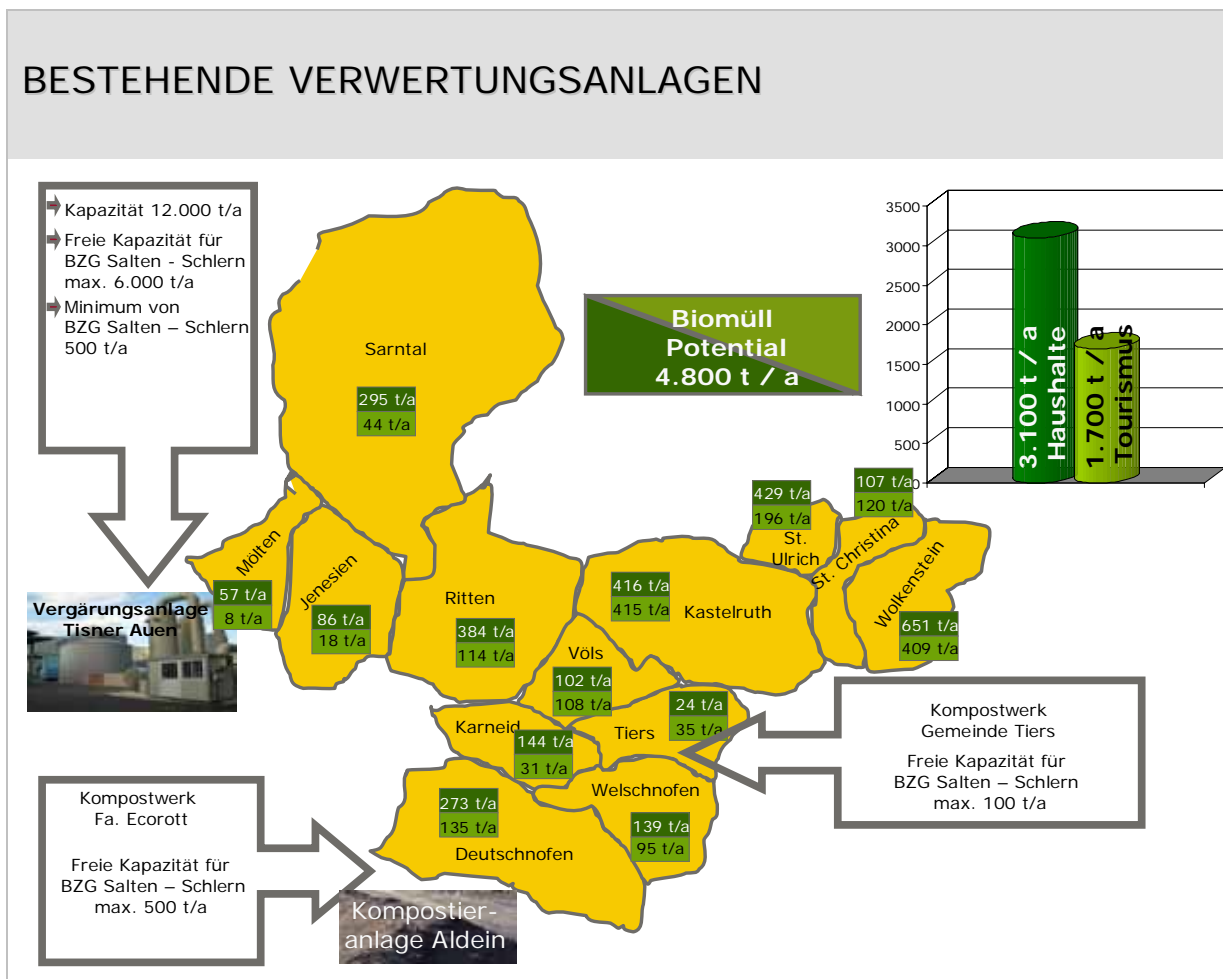 BESTEHENDE VERWERTUNGSANLAGEN
Kapazität 12.000 t/a
Freie Kapazität für
BZG Salten - Schlern
max. 6.000 t/a
Minimum von
BZG Salten – Schlern
500 t/a
Biomüll
Potential
4.800 t / a
3500
3000
2500
2000
1500
1000
500
0
3.100 t / a
Haushalte
1.700 t / a
Tourismus
Sarntal
295 t/a
44 t/a
Mölten
57 t/a
8 t/a
Jenesien
86 t/a
18 t/a
Ritten
384 t/a
114 t/a
416 t/a
415 t/a
Kastelruth
429 t/a
196 t/a
St.
Ulrich
107 t/a
120 t/a
St. Christina
Wolkenstein
651 t/a
409 t/a
Völs
102 t/a
108 t/a
Tiers
24 t/a
35 t/a
Karneid
144 t/a
31 t/a
Welschnofen
139 t/a
95 t/a
273 t/a
135 t/a
Deutschnofen
Vergärungsanlage
Tisner Auen
Kompostwerk
Gemeinde Tiers
Freie Kapazität für
BZG Salten – Schlern
max. 100 t/a
Kompostwerk
Fa. Ecorott
Freie Kapazität für
BZG Salten – Schlern
max. 500 t/a
Kompostier-
anlage Aldein